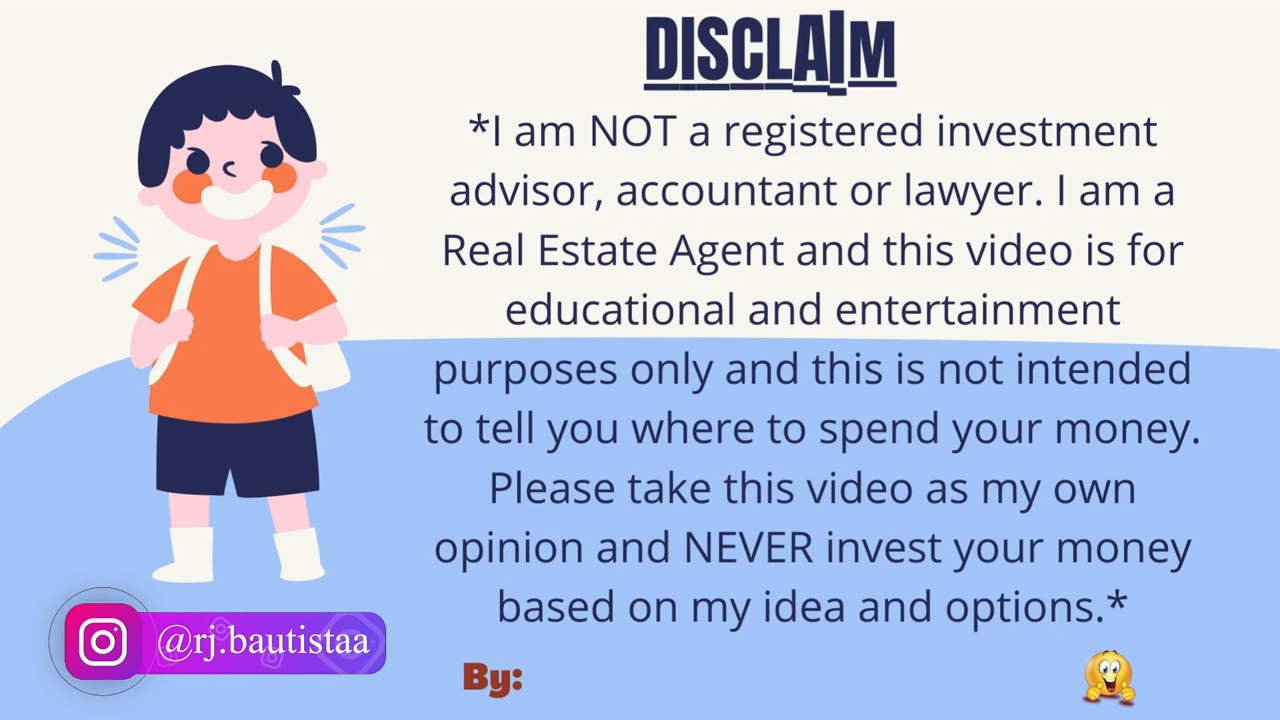 DISCLAIM
*I am NOT a registered investment
advisor, accountant or lawyer. I am a
Real Estate Agent and this video is for
educational and entertainment
purposes only and this is not intended
to tell you where to spend your money.
Please take this video as my own
opinion and NEVER invest your money
based on my idea and options.*
@rj.bautistaa
By: